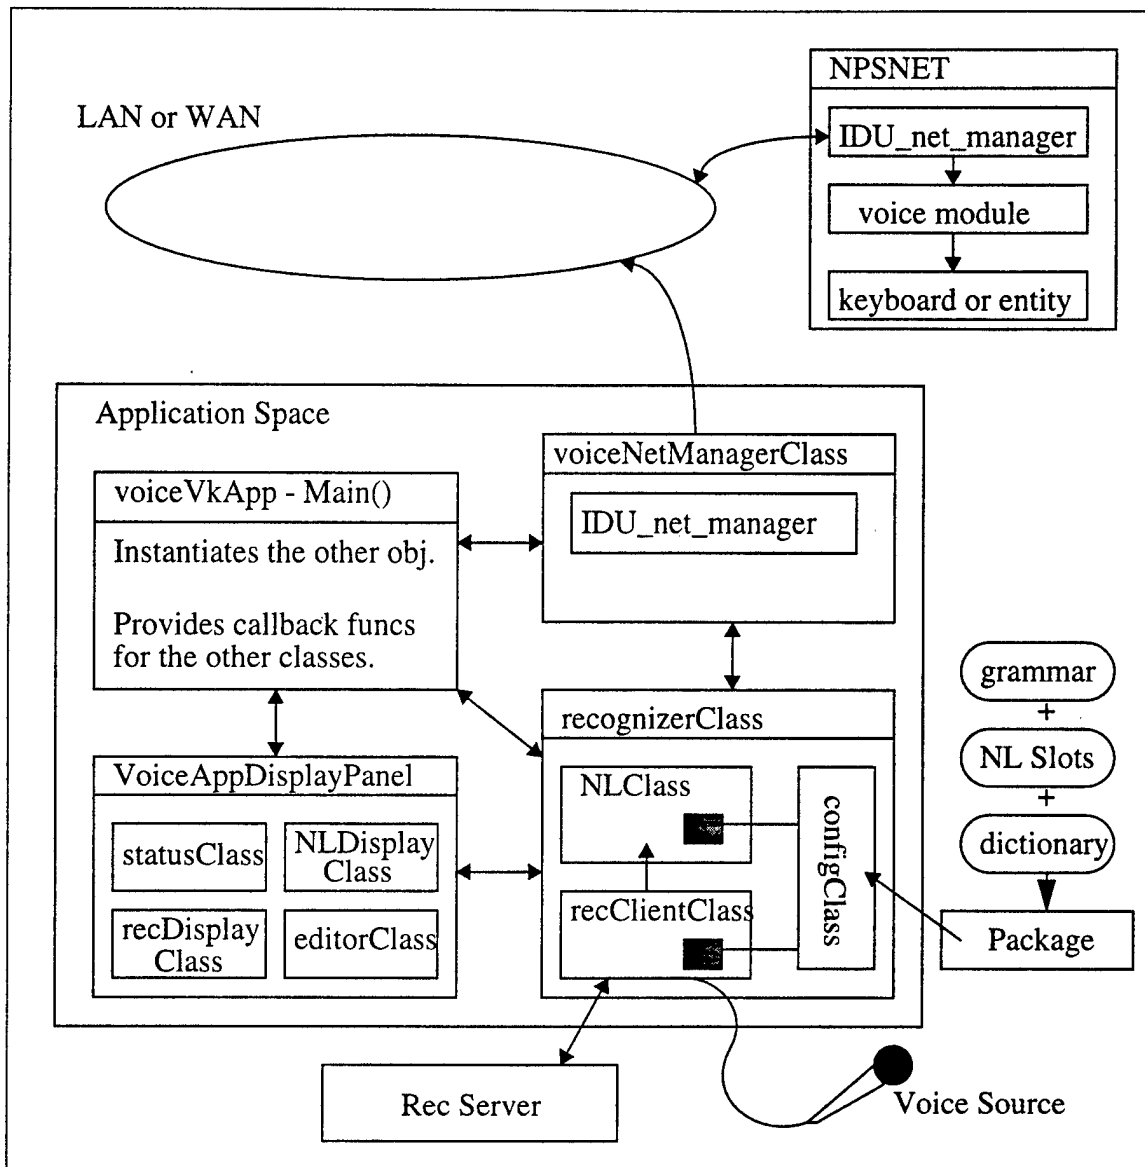 NPSNET
LAN or WAN
IDU_net_manager
voice module
keyboard or entity
Application Space
voiceNetManagerClass
voiceVkApp - Main()
IDU_net_manager
Instantiates the other obj.
Provides callback funcs
for the other classes.
grammar
+
NL Slots
+
dictionary
Package
recognizerClass
NLClass
configClass
recClientClass
VoiceAppDisplayPanel
statusClass
NLDisplay
Class
recDisplay
Class
editorClass
Rec Server
Voice Source